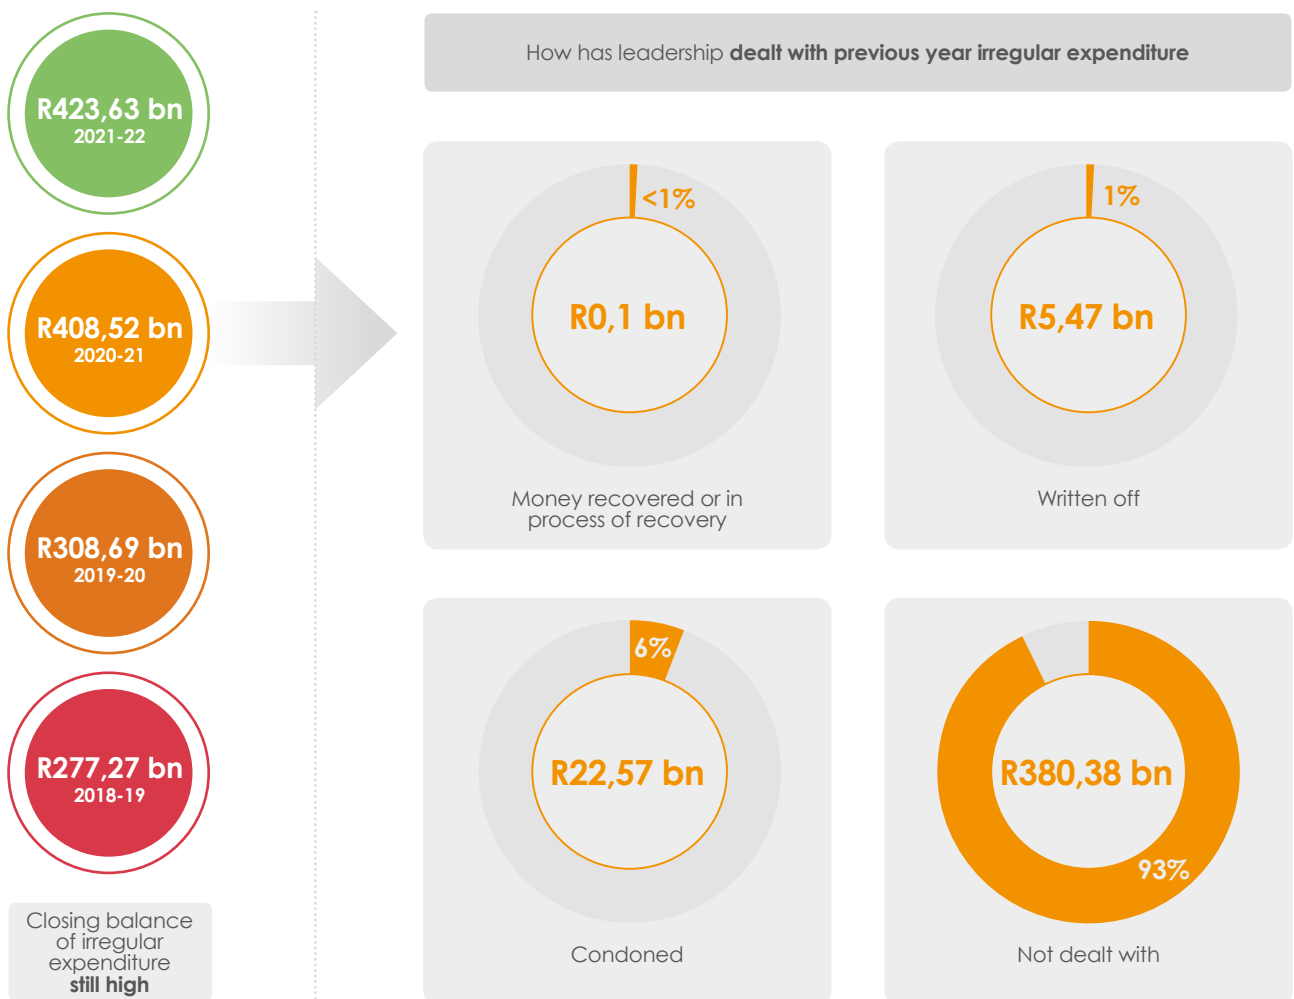 R423,63 bn
2021-22
R408,52 bn
2020-21
R308,69 bn
2019-20
R277,27 bn
2018-19
Closing balance
of irregular
expenditure
still high
How has leadership dealt with previous year irregular expenditure
<1%
R0,1 bn
Money recovered or in
process of recovery
1%
R5,47 bn
Written off
6%
R22,57 bn
Condoned
R380,38 bn
93%
Not dealt with